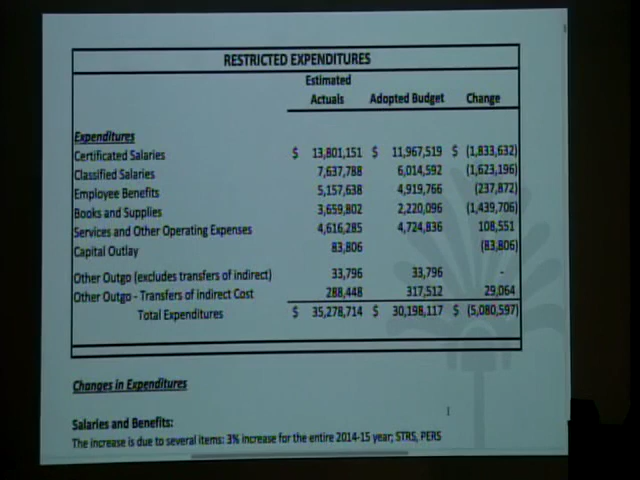 RESTRICTED EXPENDITURES
Estimated
Actuals Adopted Budget Change
Expenditures
Certificated Salaries $ 13,801,151 $ 11,967,519 $ (1,833,632)
Classified Salaries 7,637,788 6,014,592 (1,623,196)
Employee Benefits 5,157,638 4,919,766 (237,872)
Books and Supplies 3,659,802 2,220,096 (1,439,706)
Services and Other Operating Expenses 4,616,285 4,724,836 108,551
Capital Outlay 83,806 (83,806)
Other Outgo (excludes transfers of indirect) 33,796 33,796 -
Other Outgo - Transfers of Indirect Cost 288,448 317,512 29,064
Total Expenditures $ 35,278,714 $ 30,198,117 $ (5,080,597)
Changes in Expenditures
Salaries and Benefits:
The increase is due to several items: 3% increase for the entire 2014-15 year; STRS, PERS